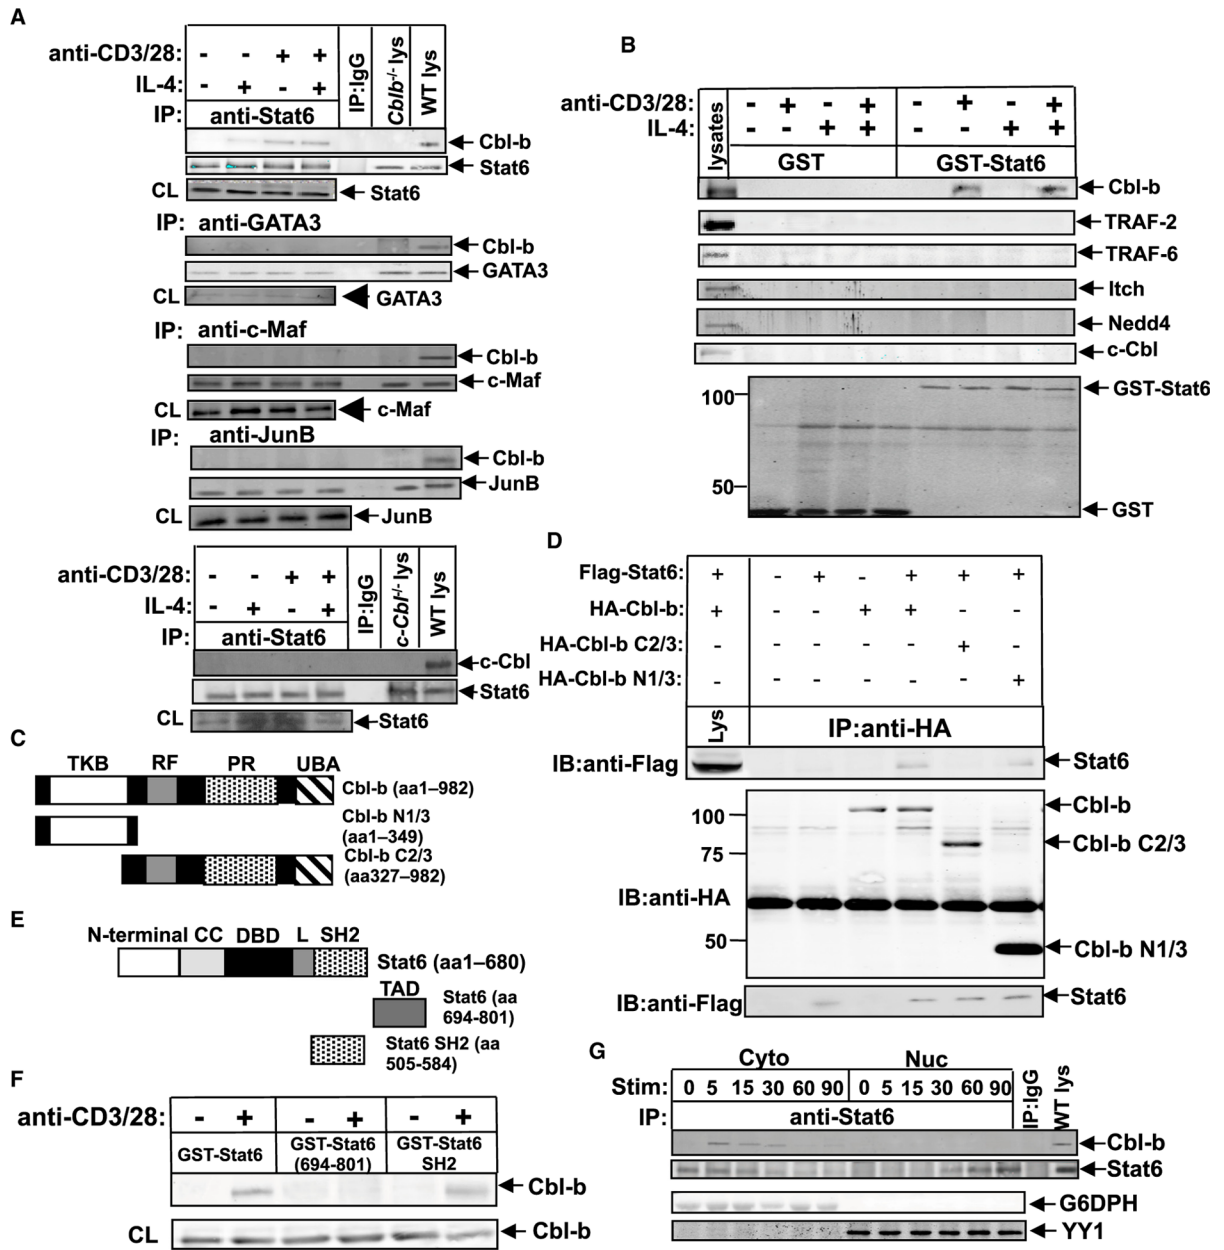 A
anti-CD3/28: - - + +
IL-4: - + - +
IP: anti-Stat6
IP:IgG
Cblb-/- lys
WT lys
Cbl-b
Stat6
CL Stat6
IP: anti-GATA3
Cbl-b
GATA3
CL GATA3
IP: anti-c-Maf
Cbl-b
c-Maf
CL c-Maf
IP: anti-JunB
Cbl-b
JunB
CL JunB
anti-CD3/28: - - + +
IL-4: - + - +
IP: anti-Stat6
IP:IgG
c-Cbl-/- lys
WT lys
c-Cbl
Stat6
CL Stat6
B
anti-CD3/28: - + - + - + - +
IL-4: - - + + - - + +
lysates
GST GST-Stat6
Cbl-b
TRAF-2
TRAF-6
Itch
Nedd4
c-Cbl
100
GST-Stat6
50
GST
C
TKB RF PR UBA
Cbl-b (aa1–982)
Cbl-b N1/3
(aa1–349)
Cbl-b C2/3
(aa327–982)
D
Flag-Stat6: + - + - + + +
HA-Cbl-b: + - - + + - -
HA-Cbl-b C2/3: - - - - - + -
HA-Cbl-b N1/3: - - - - - - +
Lys
IP:anti-HA
IB:anti-Flag Stat6
100
75
50
IB:anti-HA
Cbl-b
Cbl-b C2/3
Cbl-b N1/3
IB:anti-Flag Stat6
E
N-terminal CC DBD L SH2
Stat6 (aa1–680)
TAD
Stat6 (aa
694-801)
Stat6 SH2 (aa
505-584)
F
anti-CD3/28: - + - + - +
GST-Stat6
GST-Stat6
(694-801)
GST-Stat6
SH2
Cbl-b
CL Cbl-b
G
Cyto Nuc
Stim: 0 5 15 30 60 90 0 5 15 30 60 90
IP: anti-Stat6
IP:IgG
WT lys
Cbl-b
Stat6
G6DPH
YY1